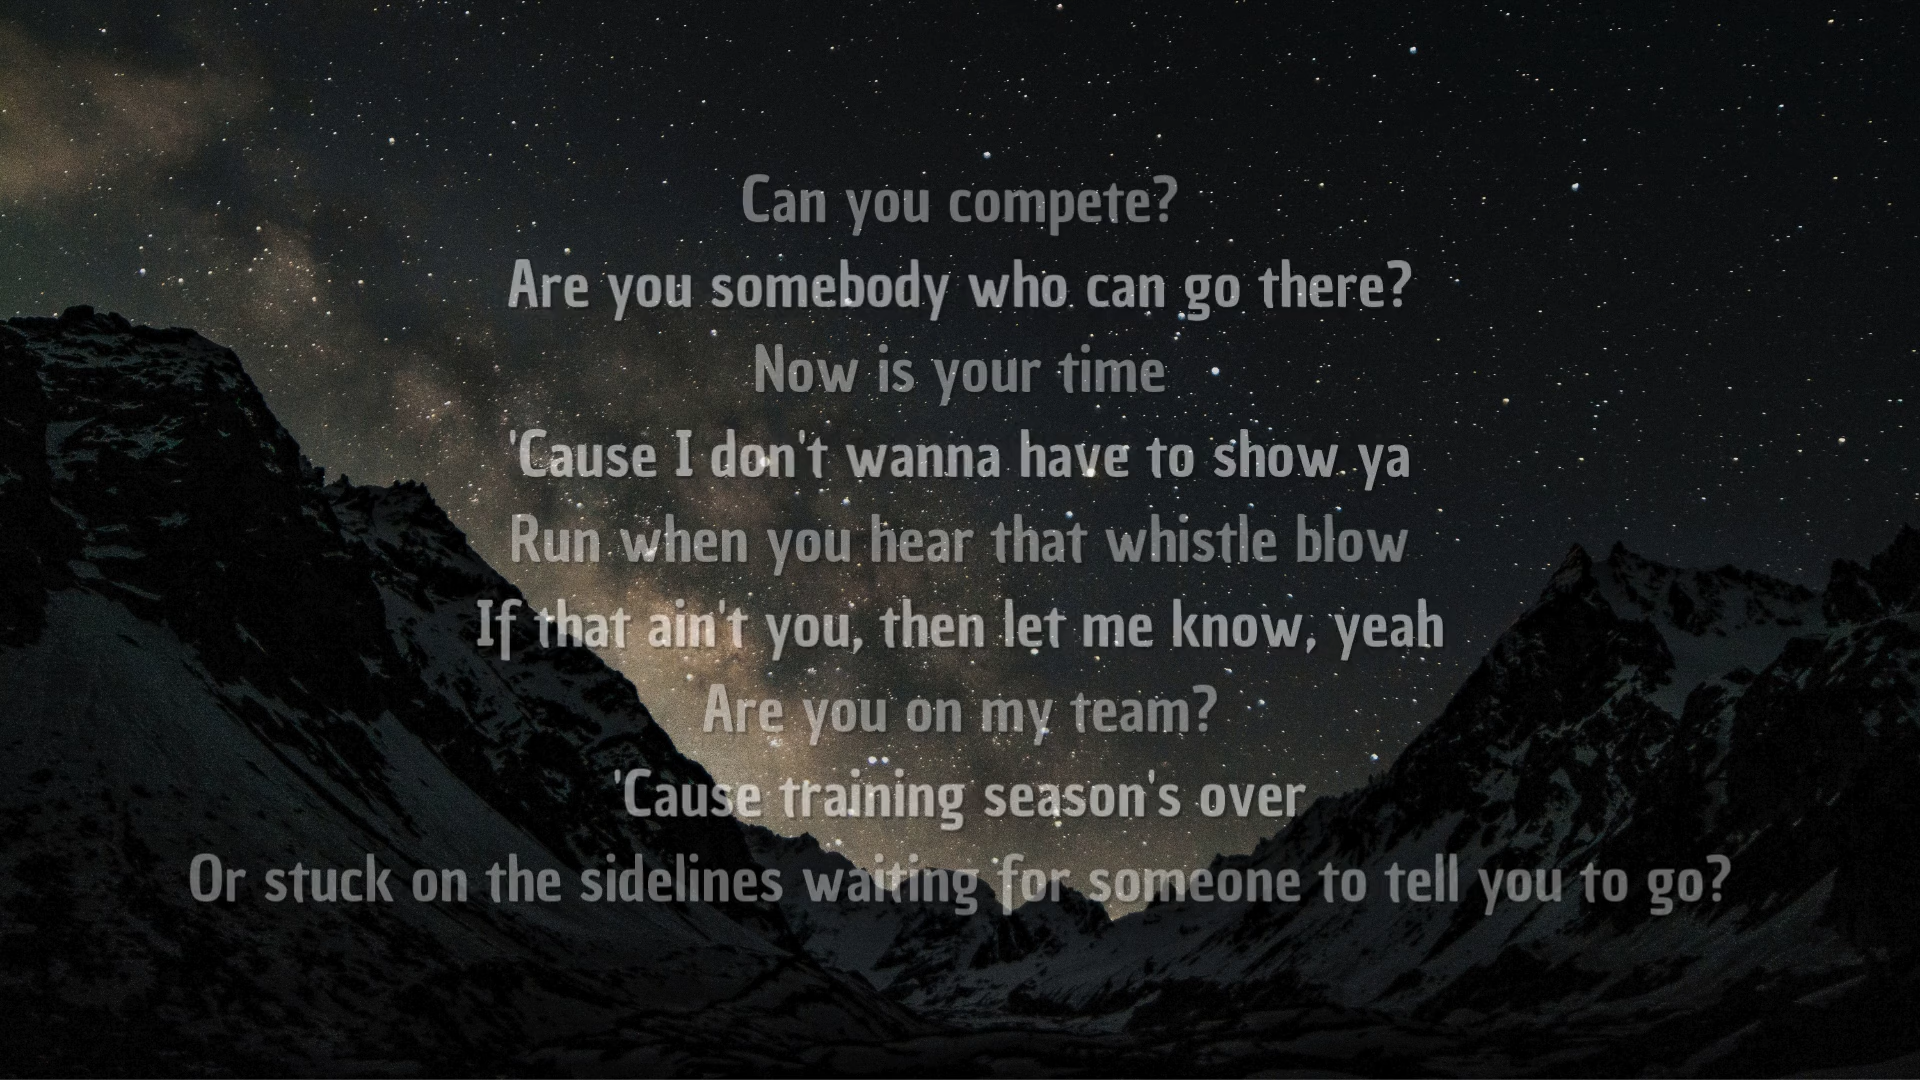 Can you compete?
Are you somebody who can go there?
Now is your time
'Cause I don't wanna have to show ya
Run when you hear that whistle blow
If that ain't you, then let me know, yeah
Are you on my team?
'Cause training season's over
Or stuck on the sidelines waiting for someone to tell you to go?